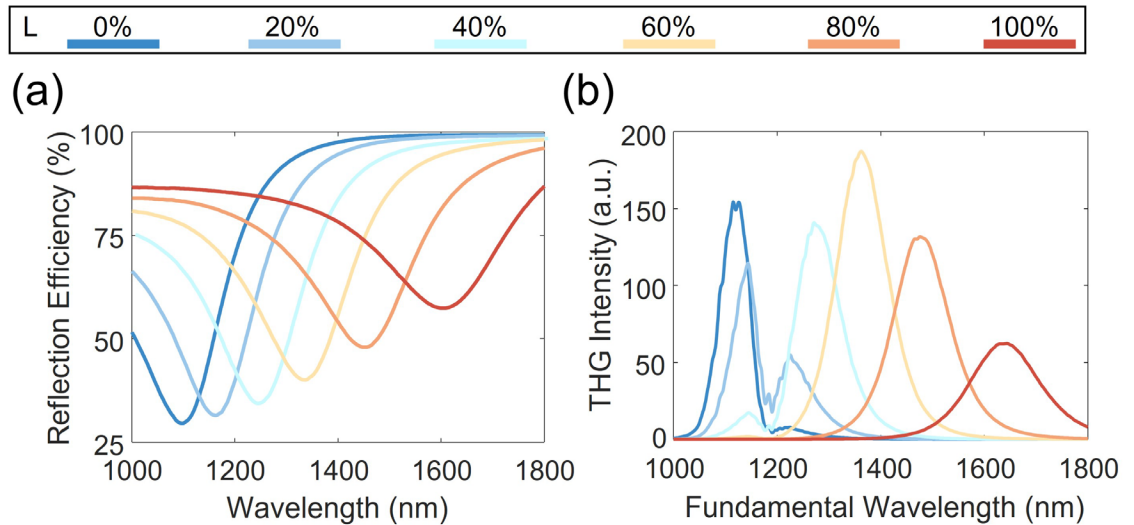 L 0% 20% 40% 60% 80% 100%
(a)
Reflection Efficiency (%)
100
75
50
25
1000 1200 1400 1600 1800
Wavelength (nm)
(b)
THG Intensity (a.u.)
200
150
100
50
0
1000 1200 1400 1600 1800
Fundamental Wavelength (nm)